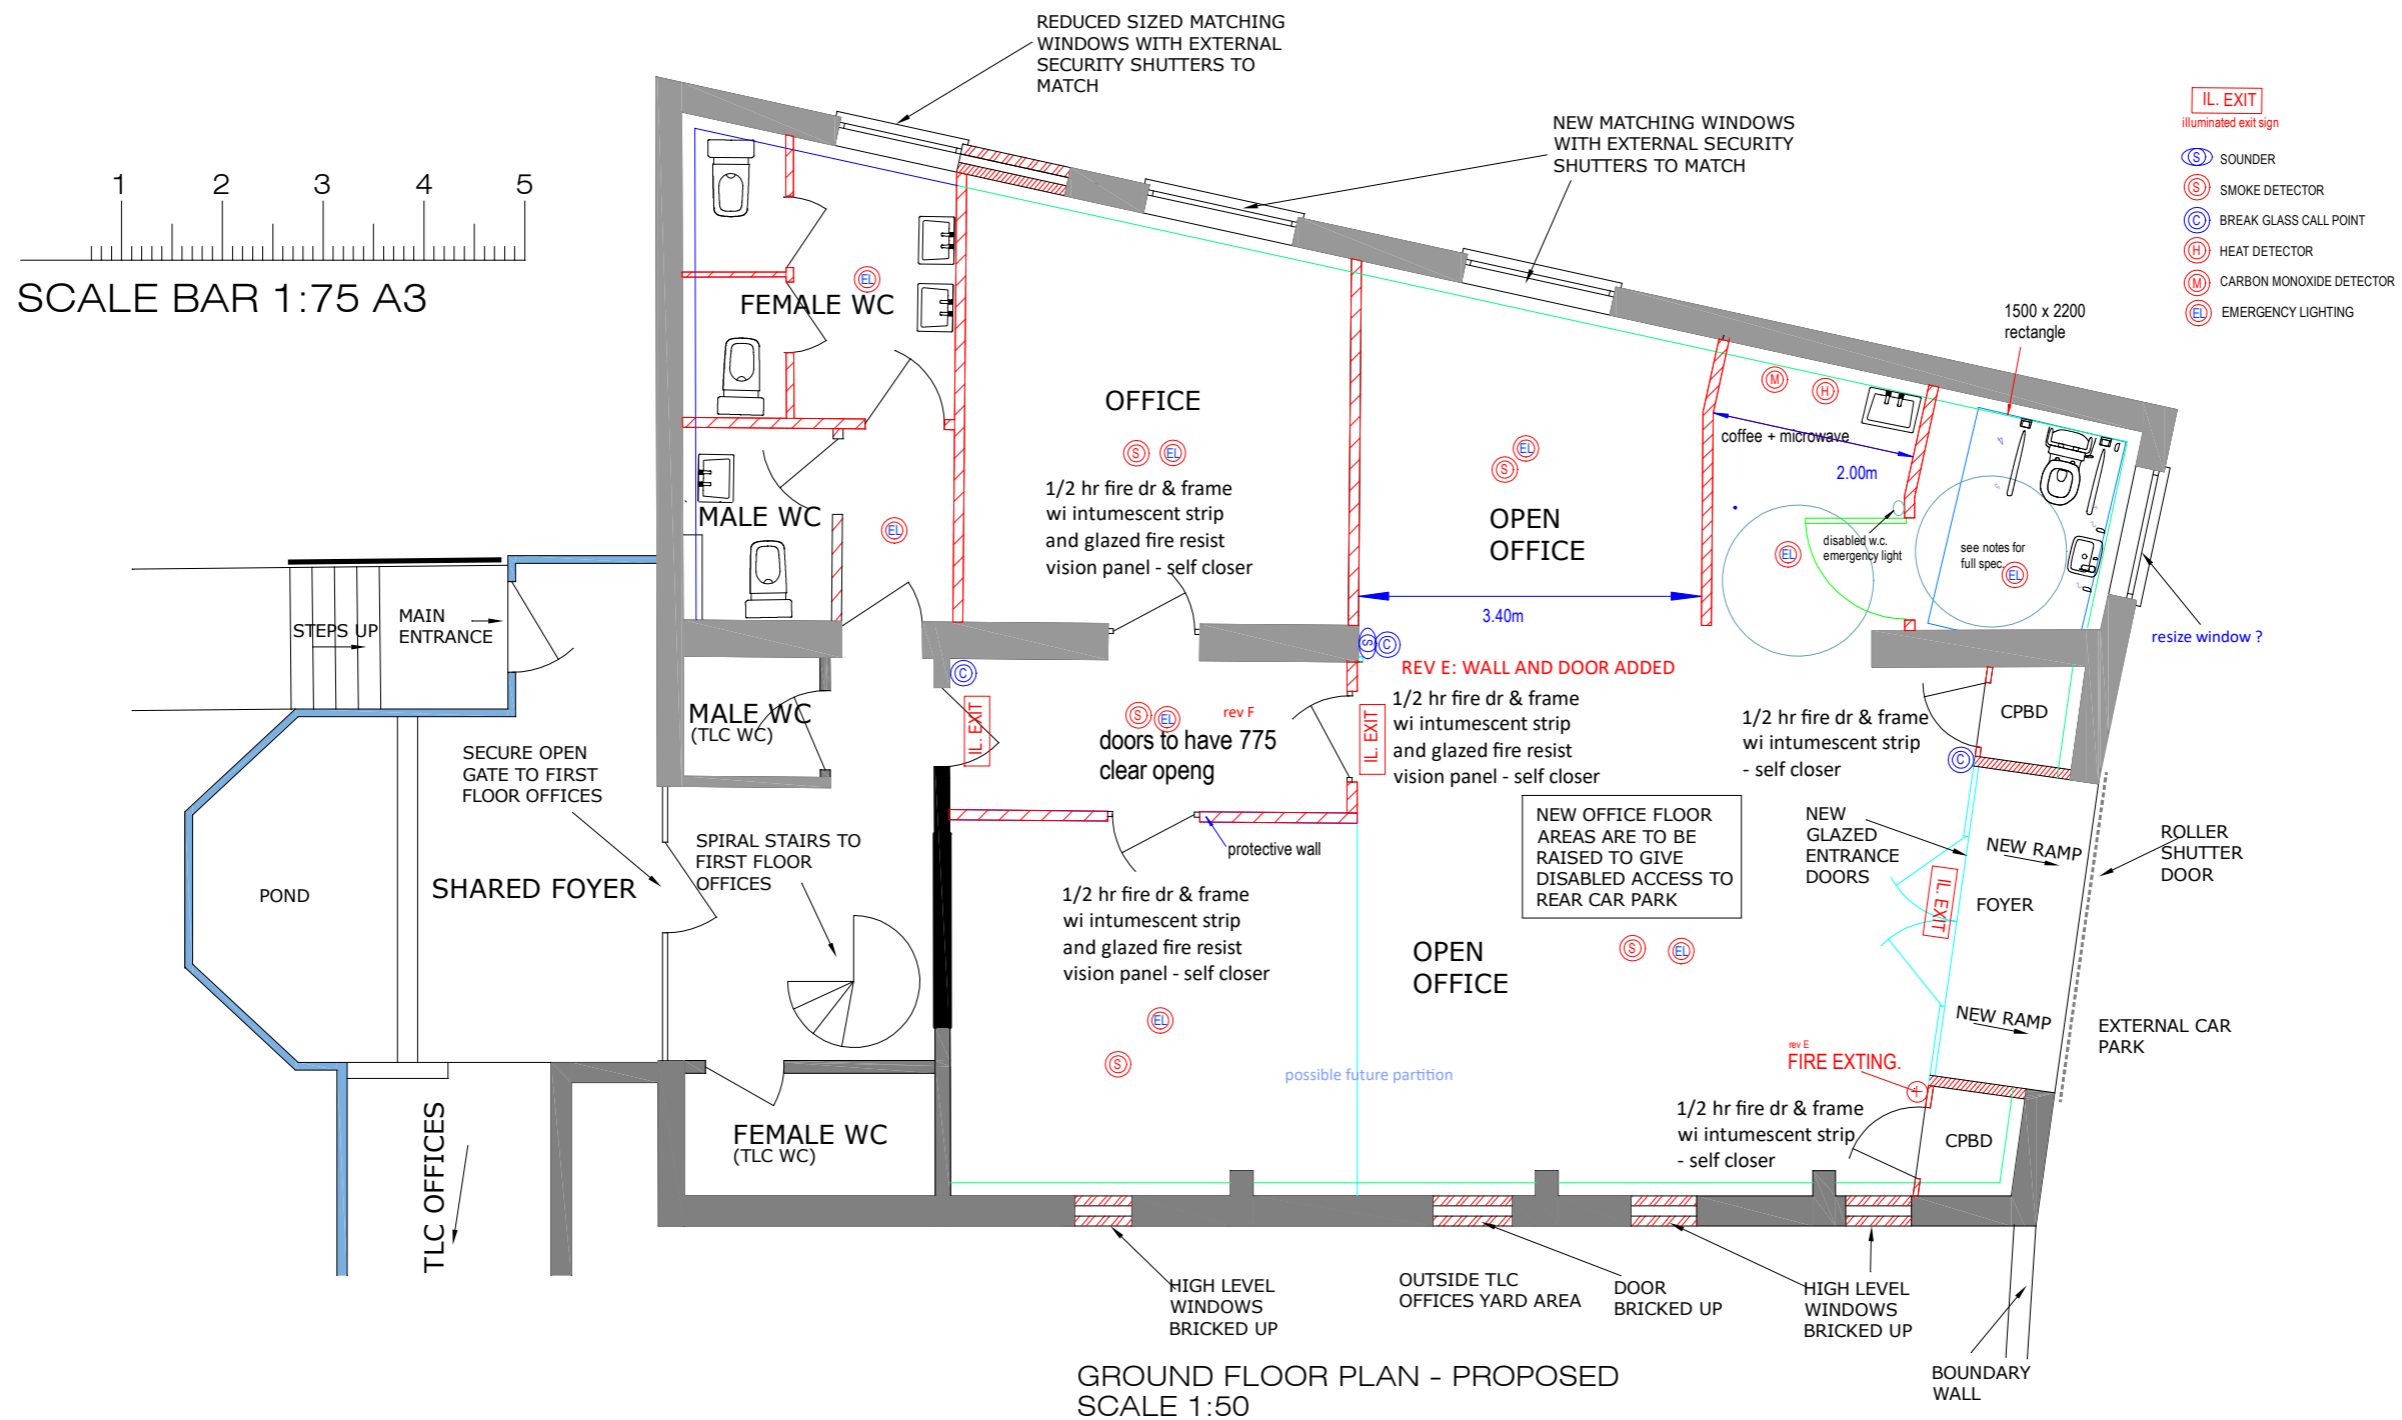 REDUCED SIZED MATCHING
WINDOWS WITH EXTERNAL
SECURITY SHUTTERS TO
MATCH
NEW MATCHING WINDOWS
WITH EXTERNAL SECURITY
SHUTTERS TO MATCH
IL. EXIT
illuminated exit sign
S SOUNDER
S SMOKE DETECTOR
C BREAK GLASS CALL POINT
H HEAT DETECTOR
M CARBON MONOXIDE DETECTOR
EL EMERGENCY LIGHTING
1 2 3 4 5
SCALE BAR 1:75 A3
1500 x 2200
rectangle
EL
FEMALE WC
OFFICE
S EL
1/2 hr fire dr & frame
wi intumescent strip
and glazed fire resist
vision panel - self closer
M H
coffee + microwave
2.00m
EL
S
OPEN
OFFICE
3.40m
disabled w.c.
emergency light
EL
see notes for
full spec.
EL
resize window ?
MALE WC
EL
STEPS UP
MAIN
ENTRANCE
MALE WC
(TLC WC)
C
IL. EXIT
S EL
rev F
doors to have 775
clear openg
S C
IL. EXIT
REV E: WALL AND DOOR ADDED
1/2 hr fire dr & frame
wi intumescent strip
and glazed fire resist
vision panel - self closer
1/2 hr fire dr & frame
wi intumescent strip
- self closer
CPBD
C
SECURE OPEN
GATE TO FIRST
FLOOR OFFICES
SPIRAL STAIRS TO
FIRST FLOOR
OFFICES
POND
SHARED FOYER
protective wall
1/2 hr fire dr & frame
wi intumescent strip
and glazed fire resist
vision panel - self closer
NEW OFFICE FLOOR
AREAS ARE TO BE
RAISED TO GIVE
DISABLED ACCESS TO
REAR CAR PARK
NEW
GLAZED
ENTRANCE
DOORS
NEW RAMP
ROLLER
SHUTTER
DOOR
IL. EXIT
FOYER
OPEN
OFFICE
S EL
EL
S
possible future partition
NEW RAMP
EXTERNAL CAR
PARK
rev E
FIRE EXTING.
1/2 hr fire dr & frame
wi intumescent strip
- self closer
CPBD
TLC OFFICES
FEMALE WC
(TLC WC)
HIGH LEVEL
WINDOWS
BRICKED UP
OUTSIDE TLC
OFFICES YARD AREA
DOOR
BRICKED UP
HIGH LEVEL
WINDOWS
BRICKED UP
BOUNDARY
WALL
GROUND FLOOR PLAN - PROPOSED
SCALE 1:50